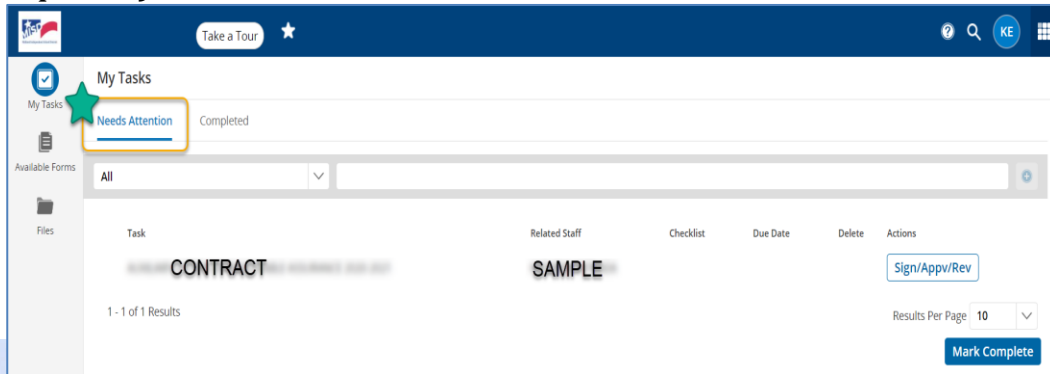 Take a Tour
KE
My Tasks
My Tasks
Needs Attention Completed
Available Forms
All
Files
Task Related Staff Checklist Due Date Delete Actions
CONTRACT SAMPLE Sign/Appv/Rev
1 - 1 of 1 Results Results Per Page 10
Mark Complete